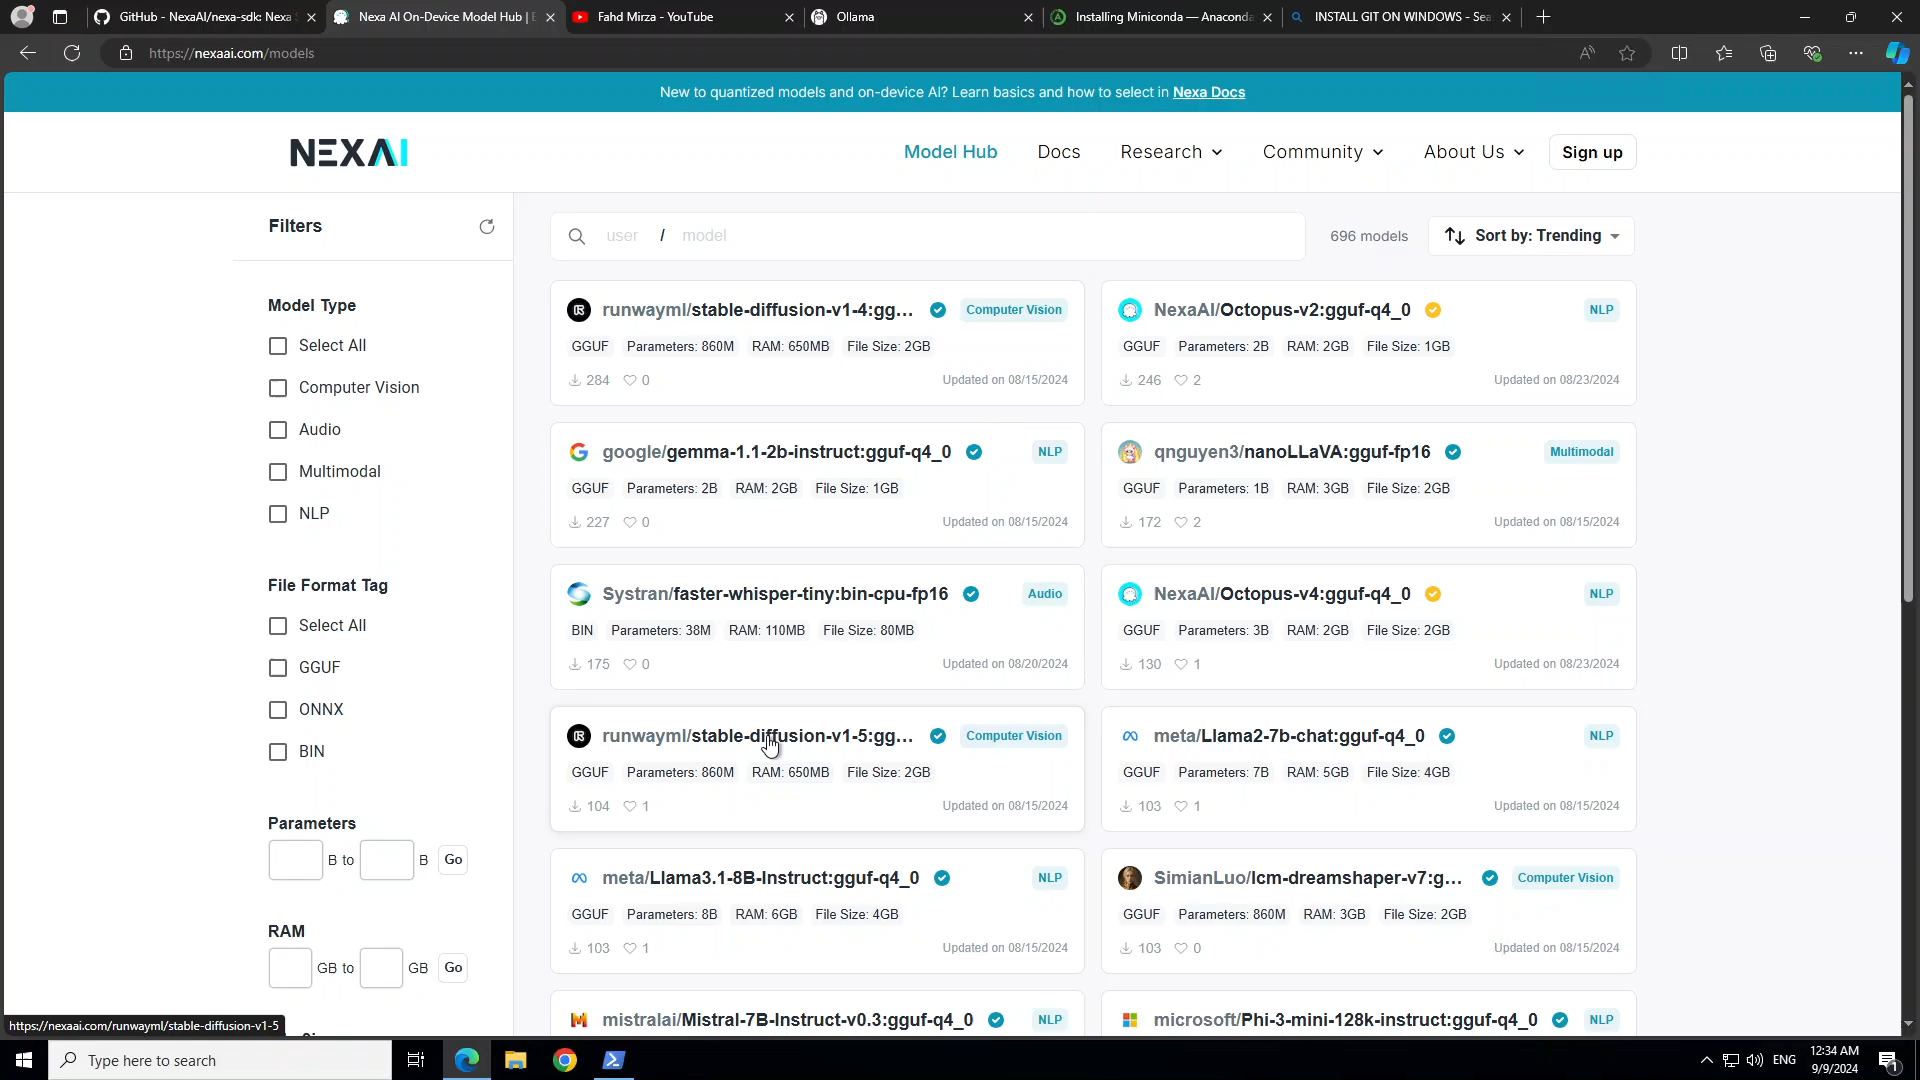 GitHub - NexaAI/nexa-sdk: Nexa
Nexa AI On-Device Model Hub | E
Fahd Mirza - YouTube
Ollama
Installing Miniconda — Anaconda
INSTALL GIT ON WINDOWS - Sea
https://nexaai.com/models
New to quantized models and on-device AI? Learn basics and how to select in Nexa Docs
NEXAAI
Model Hub
Docs
Research
Community
About Us
Sign up
Filters
user / model
696 models
Sort by: Trending
Model Type
Select All
Computer Vision
Audio
Multimodal
NLP
File Format Tag
Select All
GGUF
ONNX
BIN
Parameters
B to B Go
RAM
GB to GB Go
runwayml/stable-diffusion-v1-4:gg... Computer Vision
GGUF Parameters: 860M RAM: 650MB File Size: 2GB
284 0 Updated on 08/15/2024
NexaAI/Octopus-v2:gguf-q4_0 NLP
GGUF Parameters: 2B RAM: 2GB File Size: 1GB
246 2 Updated on 08/23/2024
google/gemma-1.1-2b-instruct:gguf-q4_0 NLP
GGUF Parameters: 2B RAM: 2GB File Size: 1GB
227 0 Updated on 08/15/2024
qnguyen3/nanoLLaVA:gguf-fp16 Multimodal
GGUF Parameters: 1B RAM: 3GB File Size: 2GB
172 2 Updated on 08/15/2024
Systran/faster-whisper-tiny:bin-cpu-fp16 Audio
BIN Parameters: 38M RAM: 110MB File Size: 80MB
175 0 Updated on 08/20/2024
NexaAI/Octopus-v4:gguf-q4_0 NLP
GGUF Parameters: 3B RAM: 2GB File Size: 2GB
130 1 Updated on 08/23/2024
runwayml/stable-diffusion-v1-5:gg... Computer Vision
GGUF Parameters: 860M RAM: 650MB File Size: 2GB
104 1 Updated on 08/15/2024
meta/Llama2-7b-chat:gguf-q4_0 NLP
GGUF Parameters: 7B RAM: 5GB File Size: 4GB
103 1 Updated on 08/15/2024
meta/Llama3.1-8B-Instruct:gguf-q4_0 NLP
GGUF Parameters: 8B RAM: 6GB File Size: 4GB
103 1 Updated on 08/15/2024
SimianLuo/lcm-dreamshaper-v7:g... Computer Vision
GGUF Parameters: 860M RAM: 3GB File Size: 2GB
103 0 Updated on 08/15/2024
mistralai/Mistral-7B-Instruct-v0.3:gguf-q4_0 NLP
microsoft/Phi-3-mini-128k-instruct:gguf-q4_0 NLP
https://nexaai.com/runwayml/stable-diffusion-v1-5
Type here to search
ENG
12:34 AM
9/9/2024
1